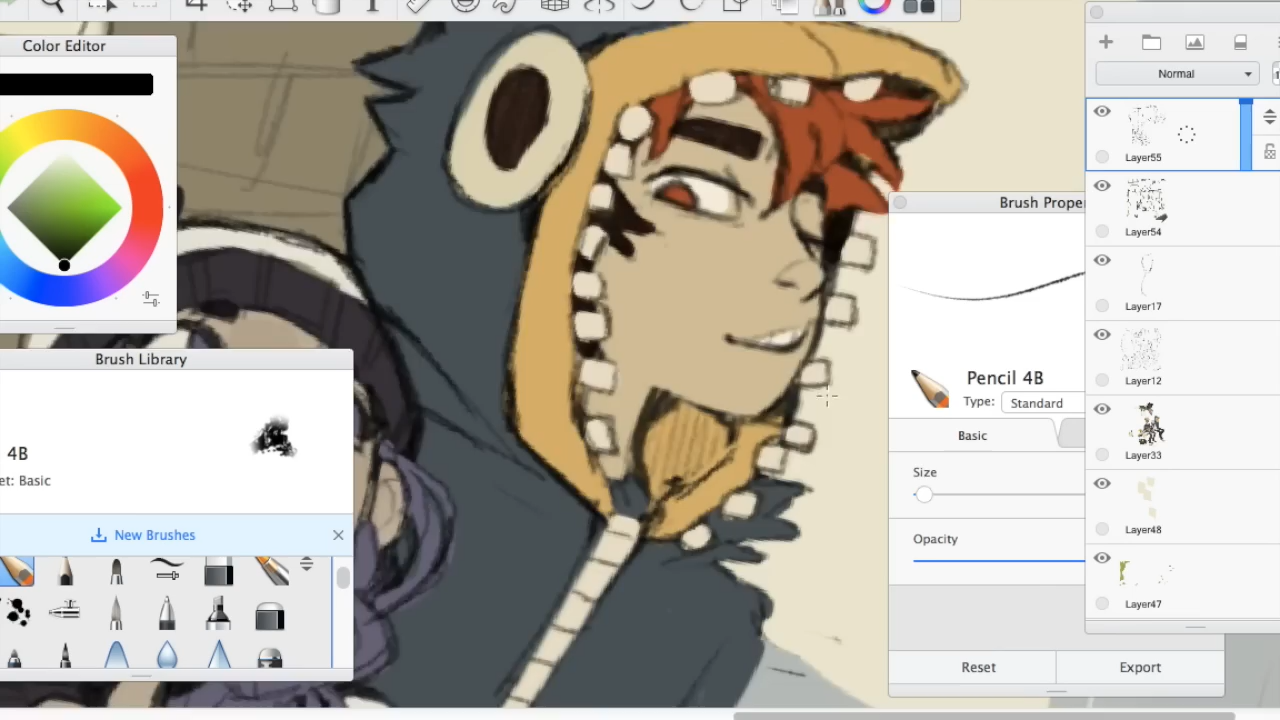 Color Editor
Brush Library
4B
et: Basic
New Brushes
Brush Proper
Pencil 4B
Type: Standard
Basic
Size
Opacity
Reset
Export
Normal
Layer55
Layer54
Layer17
Layer12
Layer33
Layer48
Layer47